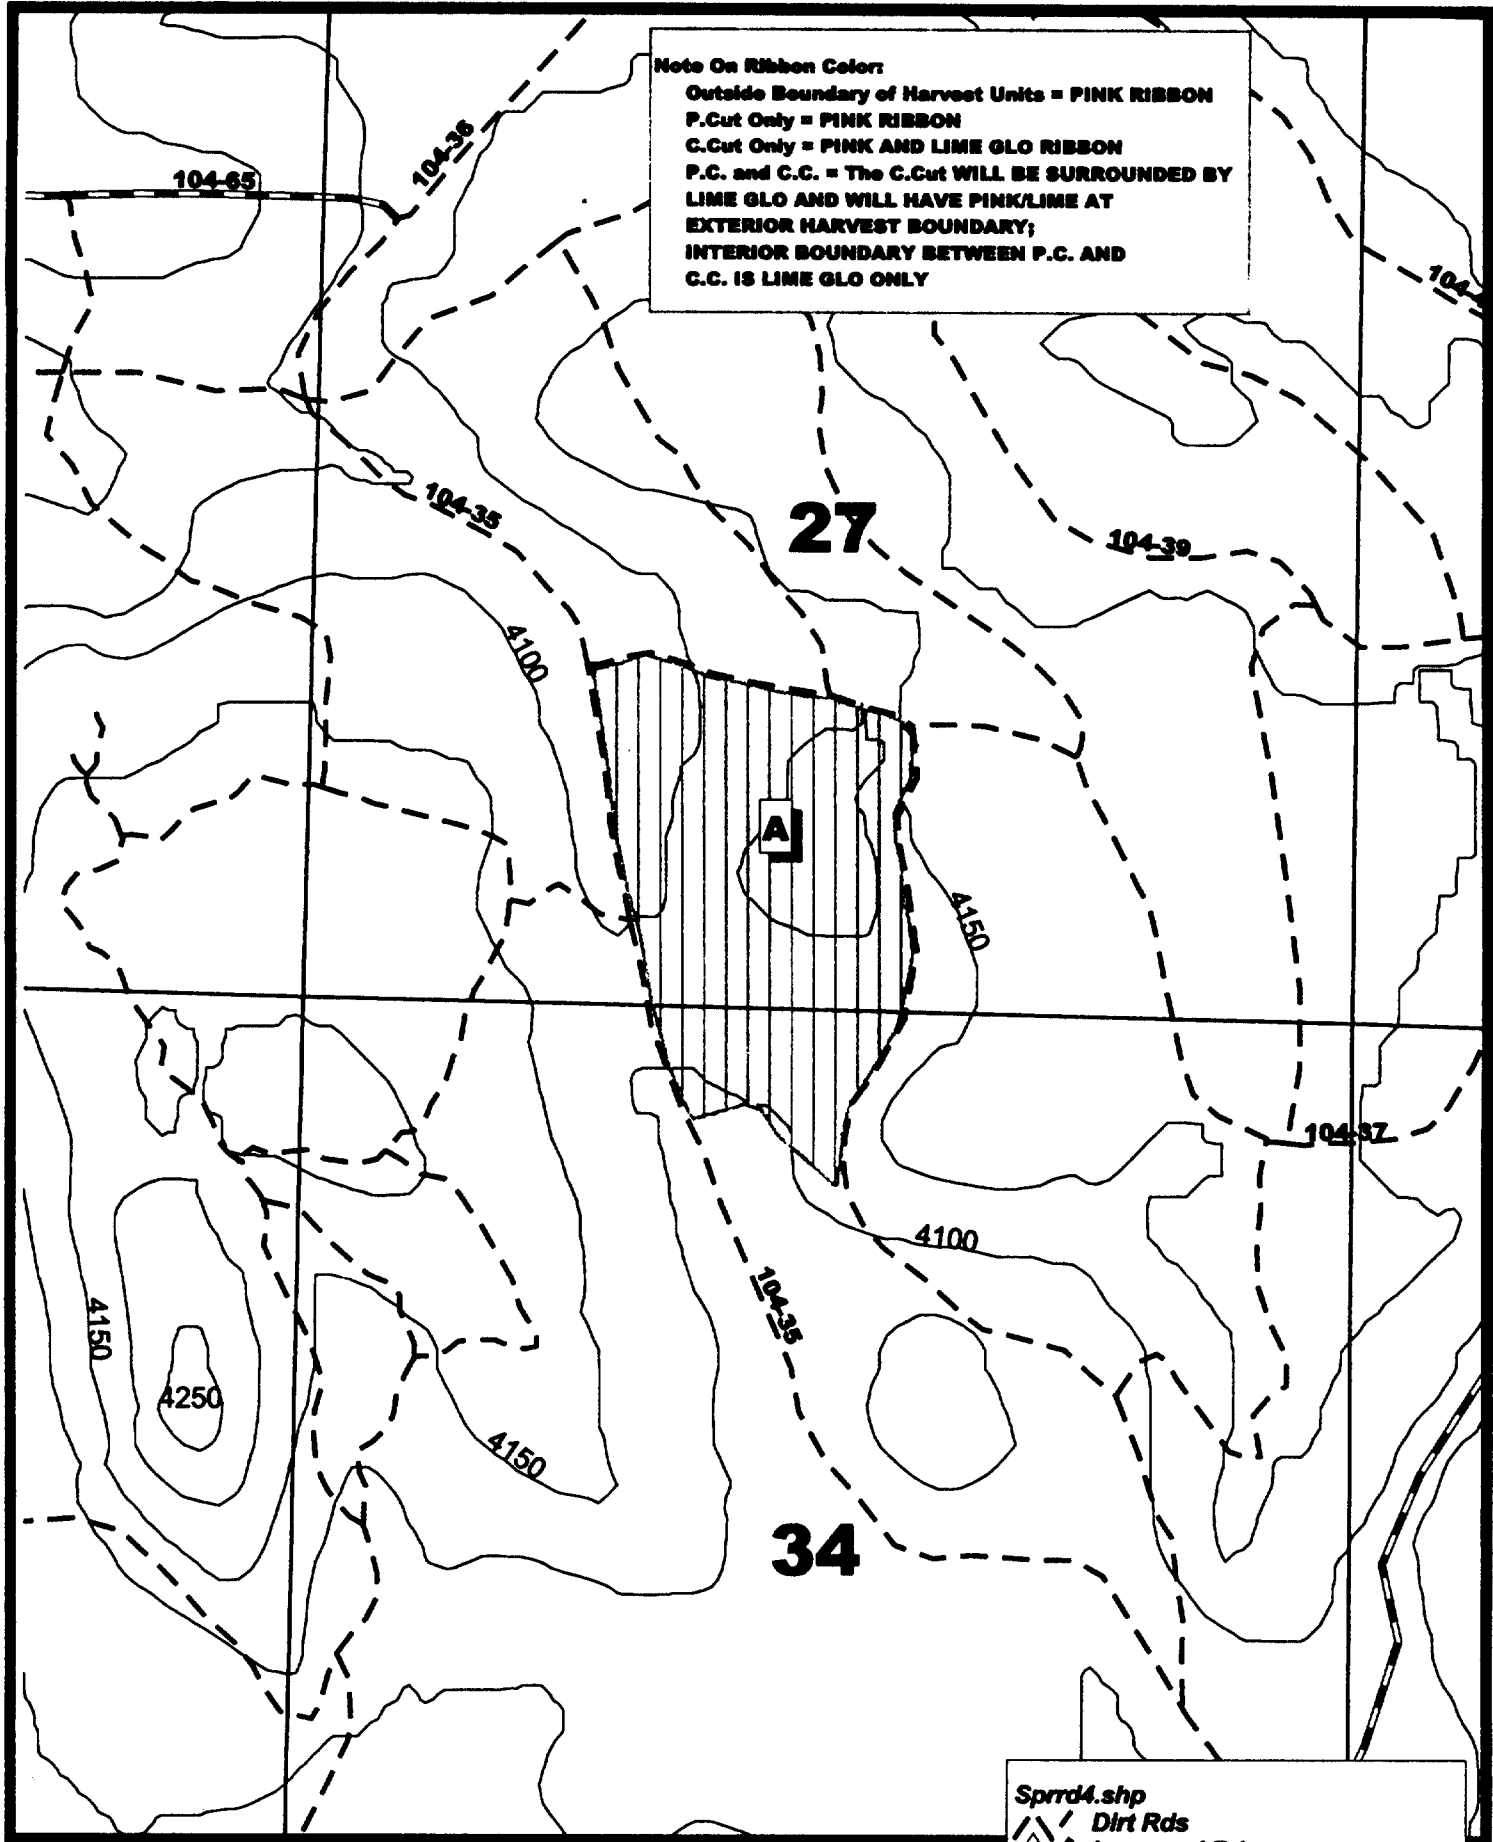 Note On Ribbon Color:
Outside Boundary of Harvest Units = PINK RIBBON
P.Cut Only = PINK RIBBON
C.Cut Only = PINK AND LIME GLO RIBBON
P.C. and C.C. = The C.Cut WILL BE SURROUNDED BY
LIME GLO AND WILL HAVE PINK/LIME AT
EXTERIOR HARVEST BOUNDARY;
INTERIOR BOUNDARY BETWEEN P.C. AND
C.C. IS LIME GLO ONLY
104-36
104-65
104-
104-35
27
104-39
4100
A
4150
104-37
4100
104-35
4150
4250
4150
34
Sprrd4.shp
Dirt Rds